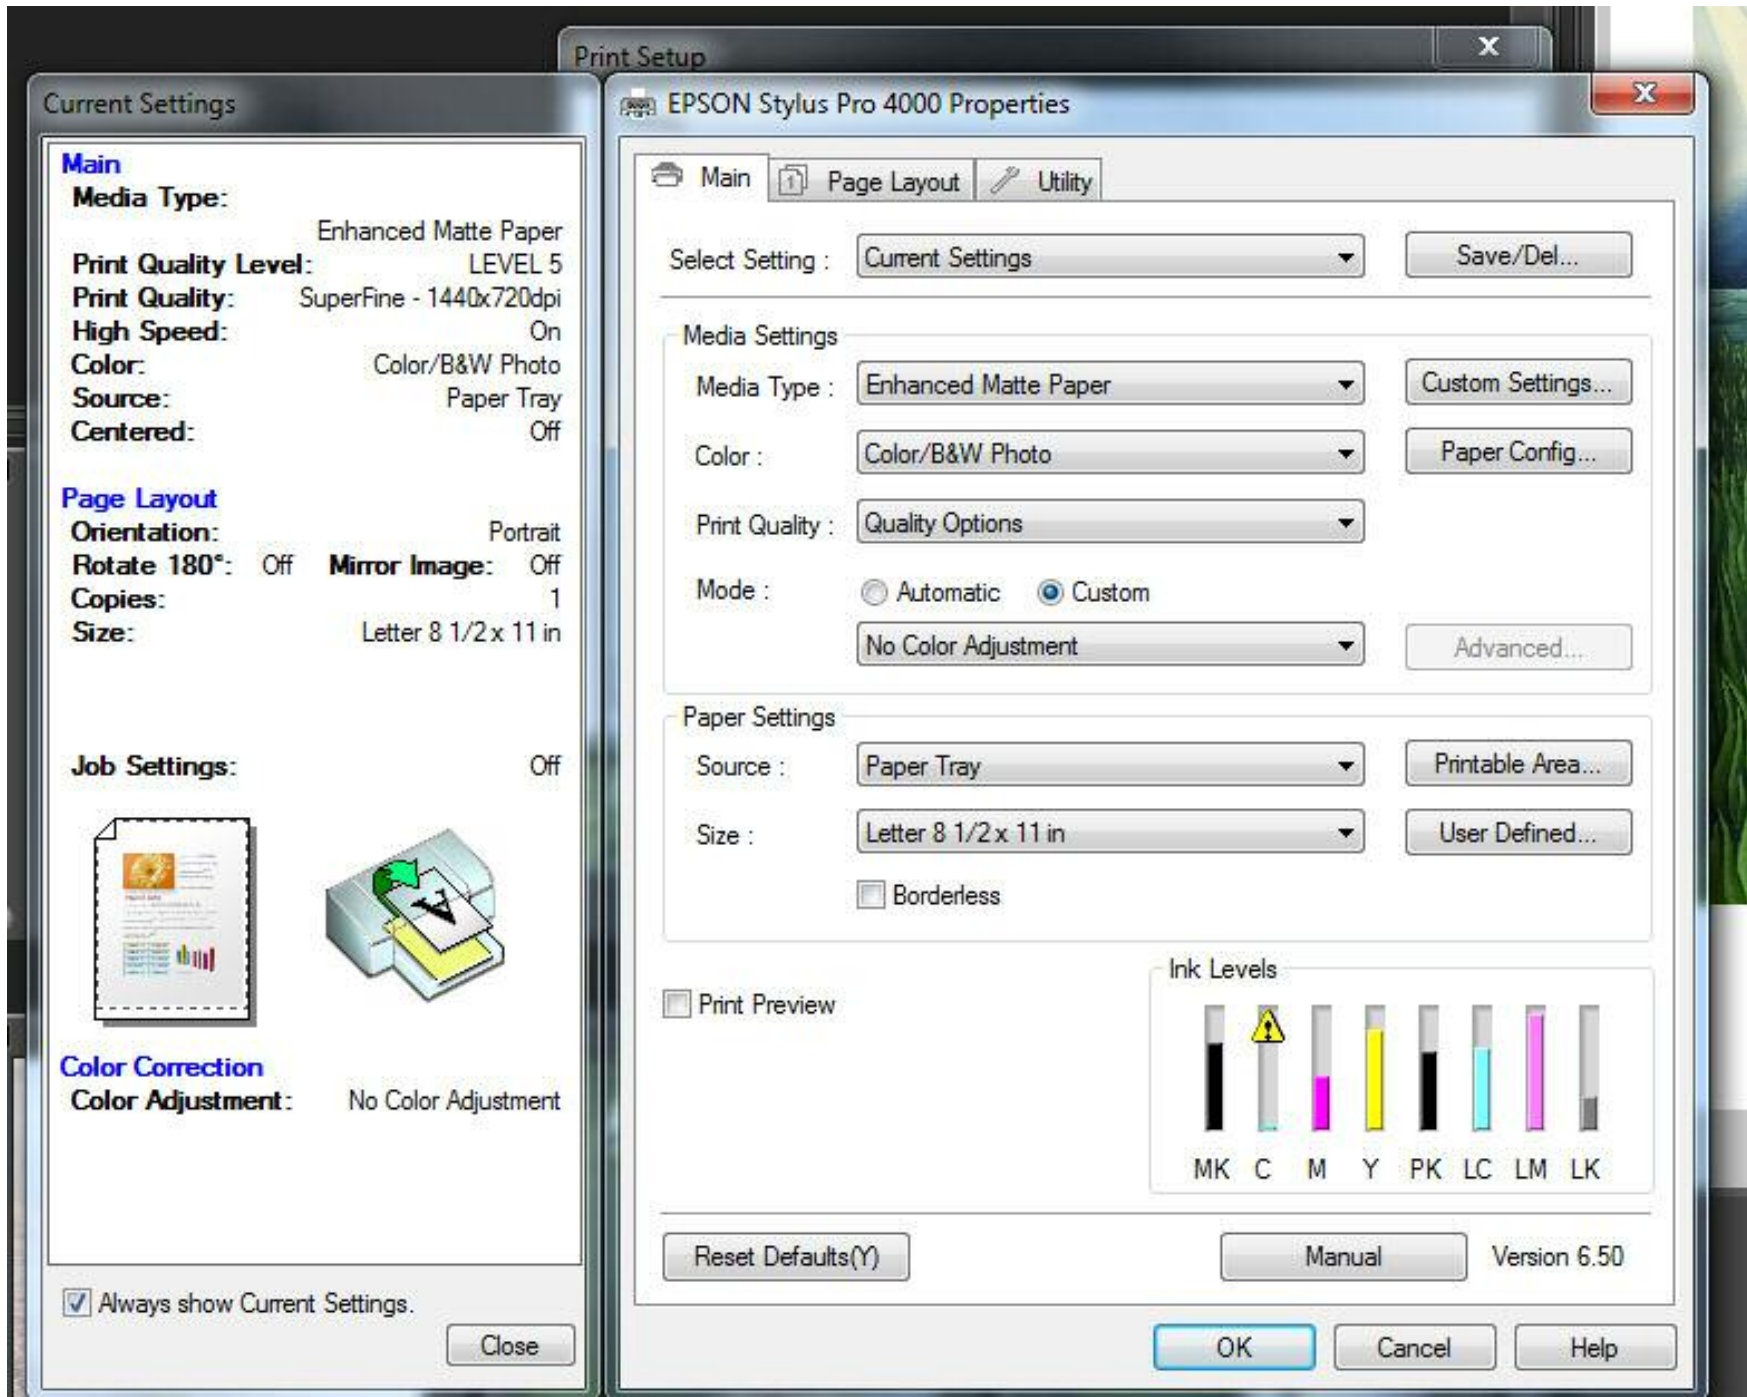 Print Setup
Current Settings
Main
Media Type:
Enhanced Matte Paper
Print Quality Level: LEVEL 5
Print Quality: SuperFine - 1440x720dpi
High Speed: On
Color: Color/B&W Photo
Source: Paper Tray
Centered: Off
Page Layout
Orientation: Portrait
Rotate 180°: Off Mirror Image: Off
Copies: 1
Size: Letter 8 1/2 x 11 in
Job Settings: Off
A
Color Correction
Color Adjustment: No Color Adjustment
Always show Current Settings.
Close
EPSON Stylus Pro 4000 Properties
Main Page Layout Utility
Select Setting : Current Settings Save/Del...
Media Settings
Media Type : Enhanced Matte Paper Custom Settings...
Color : Color/B&W Photo Paper Config...
Print Quality : Quality Options
Mode : Automatic Custom
No Color Adjustment Advanced...
Paper Settings
Source : Paper Tray Printable Area...
Size : Letter 8 1/2 x 11 in User Defined...
Borderless
Print Preview
Ink Levels
MK C M Y PK LC LM LK
Reset Defaults(Y) Manual Version 6.50
OK Cancel Help